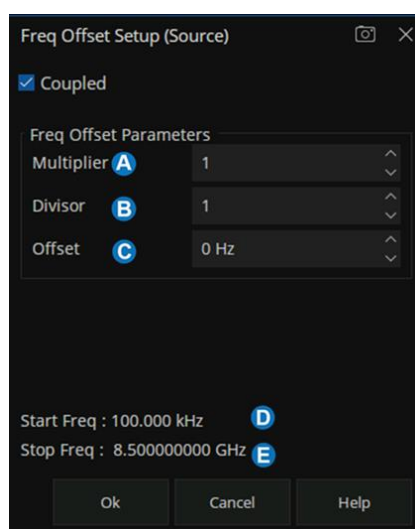 Freq Offset Setup (Source)
Coupled
Freq Offset Parameters
Multiplier A 1
Divisor B 1
Offset C 0 Hz
Start Freq : 100.000 kHz D
Stop Freq : 8.500000000 GHz E
Ok Cancel Help